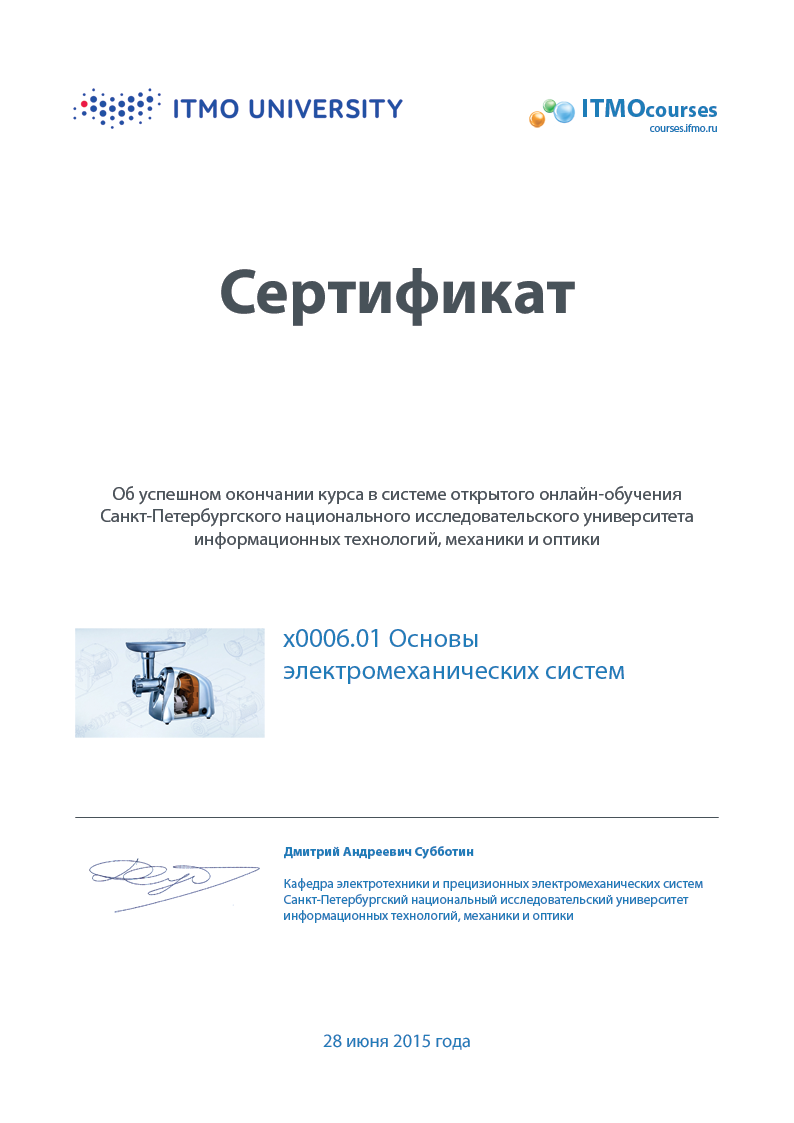 ITMO UNIVERSITY
ITMOcourses
courses.ifmo.ru
Сертификат
Об успешном окончании курса в системе открытого онлайн-обучения
Санкт-Петербургского национального исследовательского университета
информационных технологий, механики и оптики
x0006.01 Основы
электромеханических систем
Дмитрий Андреевич Субботин
Кафедра электротехники и прецизионных электромеханических систем
Санкт-Петербургский национальный исследовательский университет
информационных технологий, механики и оптики
28 июня 2015 года